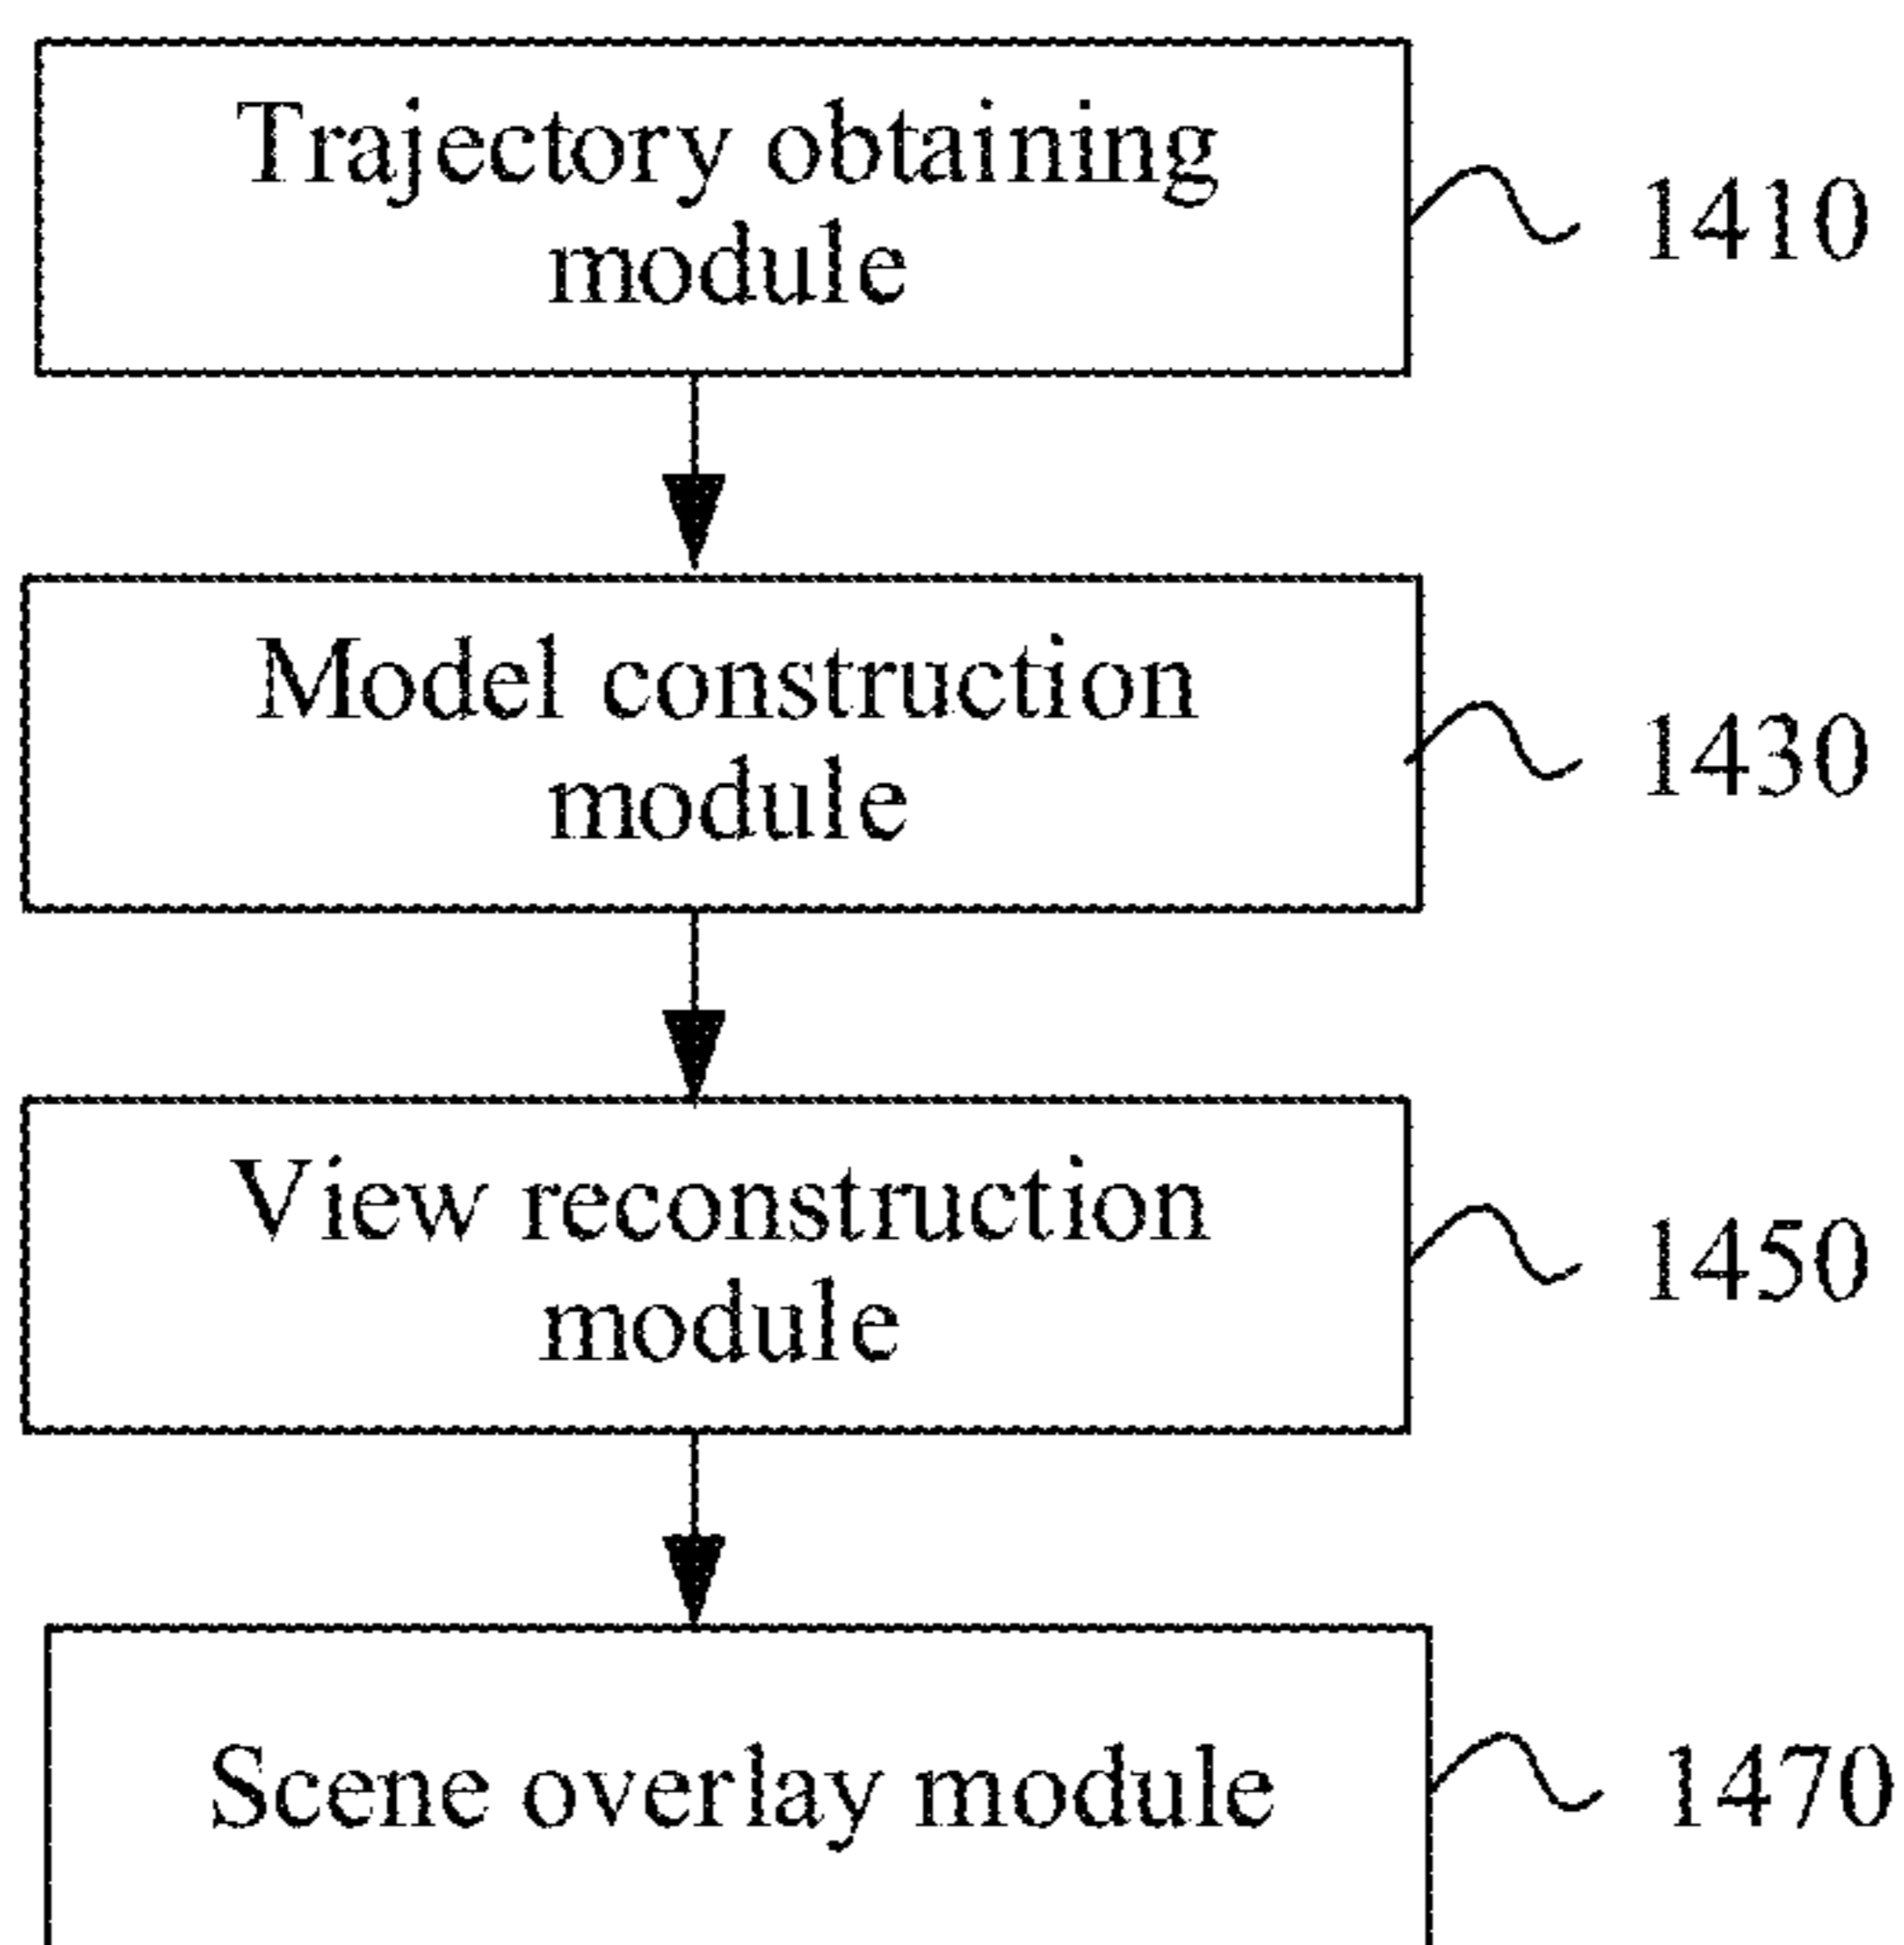 Trajectory obtaining
module
1410
Model construction
module
1430
View reconstruction
module
1450
Scene overlay module
1470